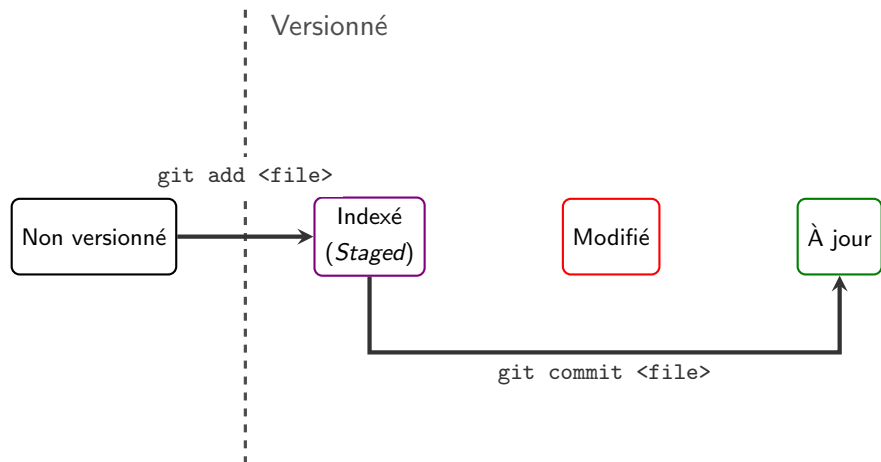 Versionné
git add <file>
Non versionné
Indexé
(Staged)
Modifié
À jour
git commit <file>